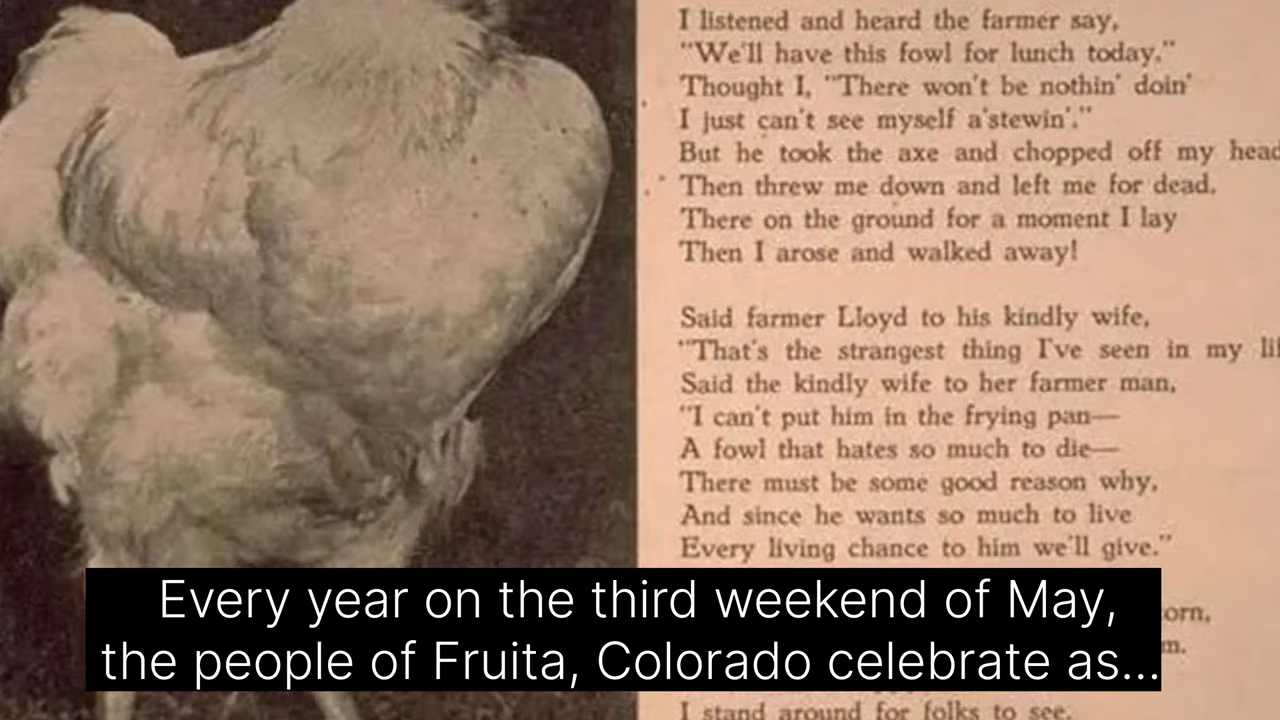 I listened and heard the farmer say,
"We'll have this fowl for lunch today."
Thought I, "There won't be nothin' doin'
I just can't see myself a'stewin'."
But he took the axe and chopped off my head
Then threw me down and left me for dead.
There on the ground for a moment I lay
Then I arose and walked away!
Said farmer Lloyd to his kindly wife,
"That's the strangest thing I've seen in my li
Said the kindly wife to her farmer man,
"I can't put him in the frying pan—
A fowl that hates so much to die—
There must be some good reason why,
And since he wants so much to live
Every living chance to him we'll give."
orn,
m.
I stand around for folks to see.
Every year on the third weekend of May,
the people of Fruita, Colorado celebrate as...